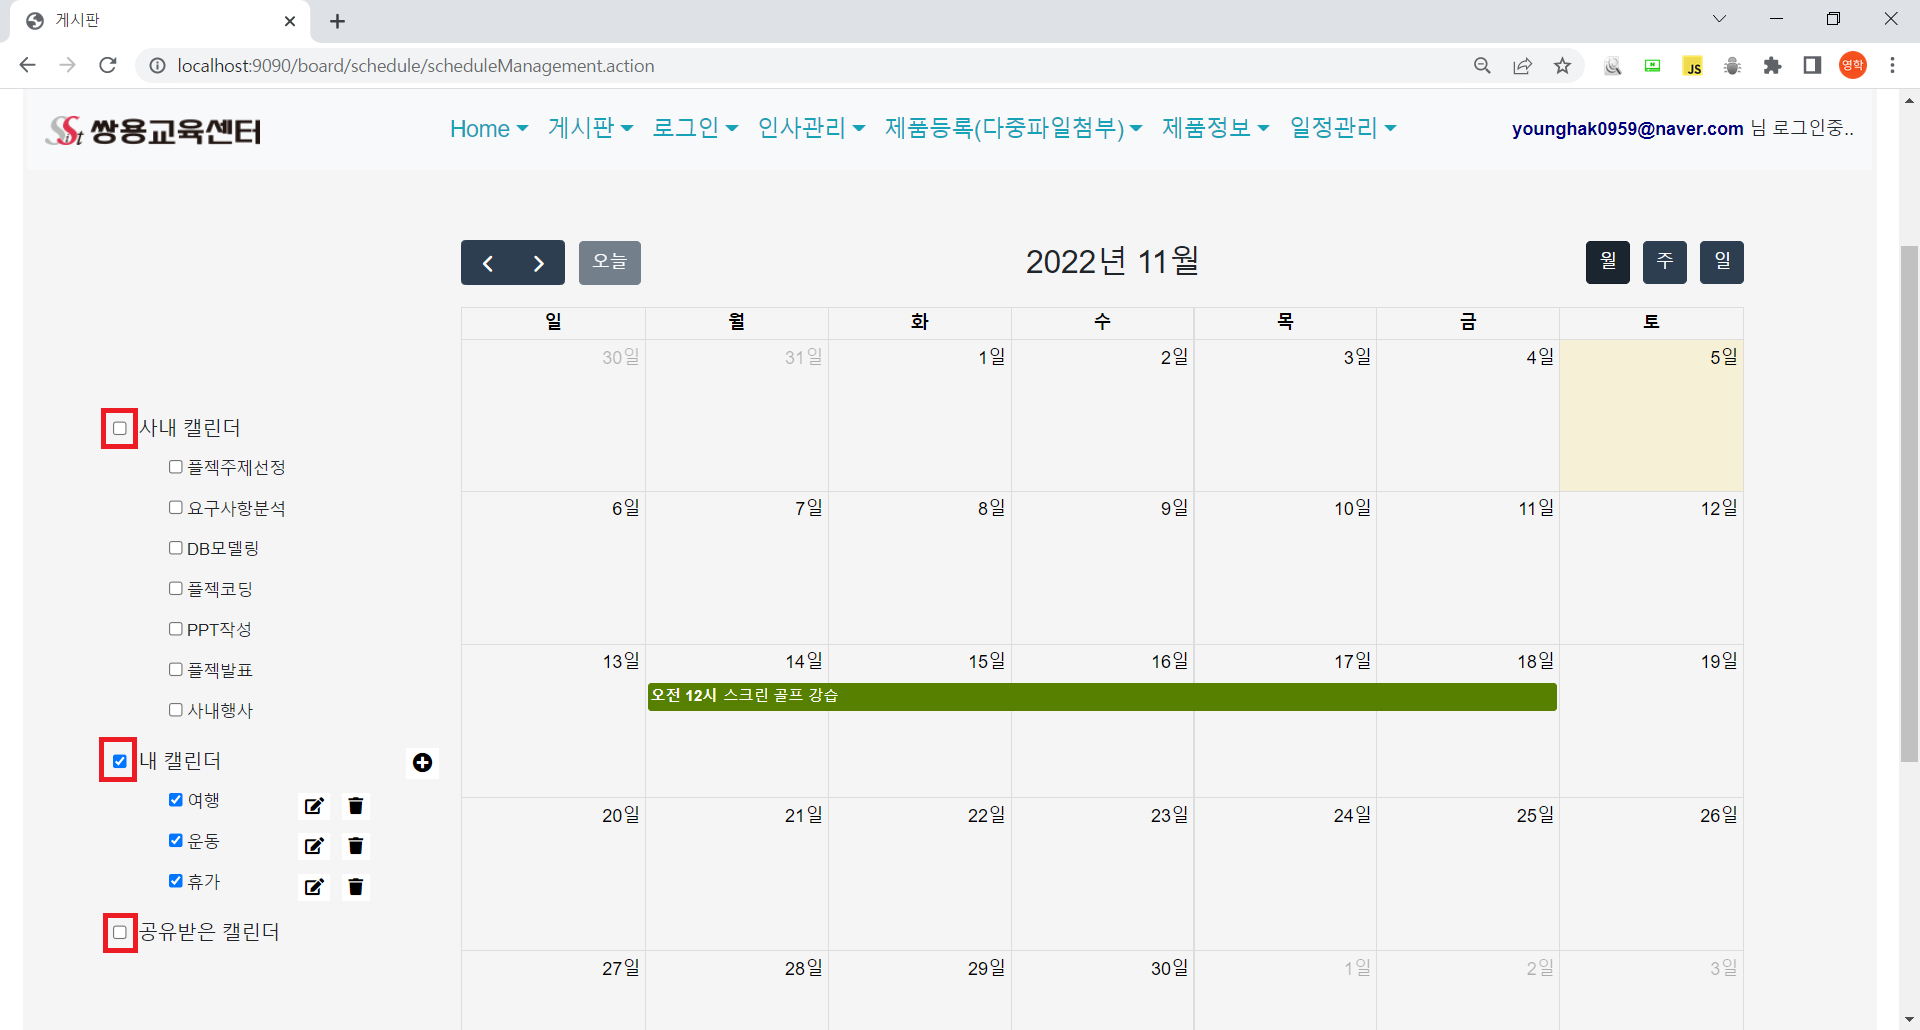 게시판
localhost:9090/board/schedule/scheduleManagement.action
JS
영학
SSist 쌍용교육센터
Home 게시판 로그인 인사관리 제품등록(다중파일첨부) 제품정보 일정관리
younghak0959@naver.com 님 로그인중..
오늘
2022년 11월
월 주 일
일 월 화 수 목 금 토
30일 31일 1일 2일 3일 4일 5일
6일 7일 8일 9일 10일 11일 12일
13일 14일 15일 16일 17일 18일 19일
오전 12시 스크린 골프 강습
20일 21일 22일 23일 24일 25일 26일
27일 28일 29일 30일 1일 2일 3일
사내 캘린더
플젝주제선정
요구사항분석
DB모델링
플젝코딩
PPT작성
플젝발표
사내행사
내 캘린더
여행
운동
휴가
공유받은 캘린더